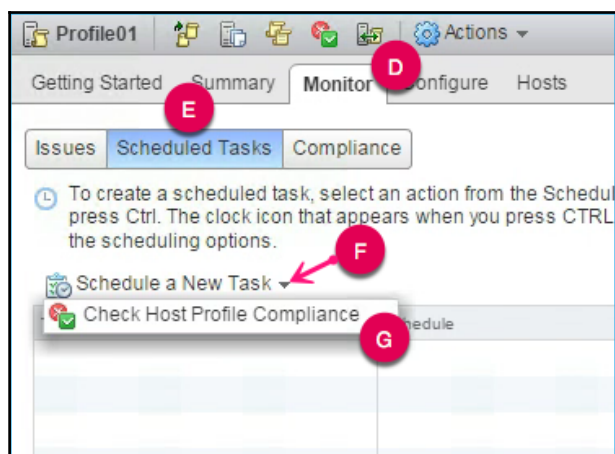 Profile01 Actions
D
Getting Started Summary Monitor Configure Hosts
E
Issues Scheduled Tasks Compliance
To create a scheduled task, select an action from the Schedul
press Ctrl. The clock icon that appears when you press CTRL
the scheduling options.
F
Schedule a New Task
Check Host Profile Compliance
G
hedule